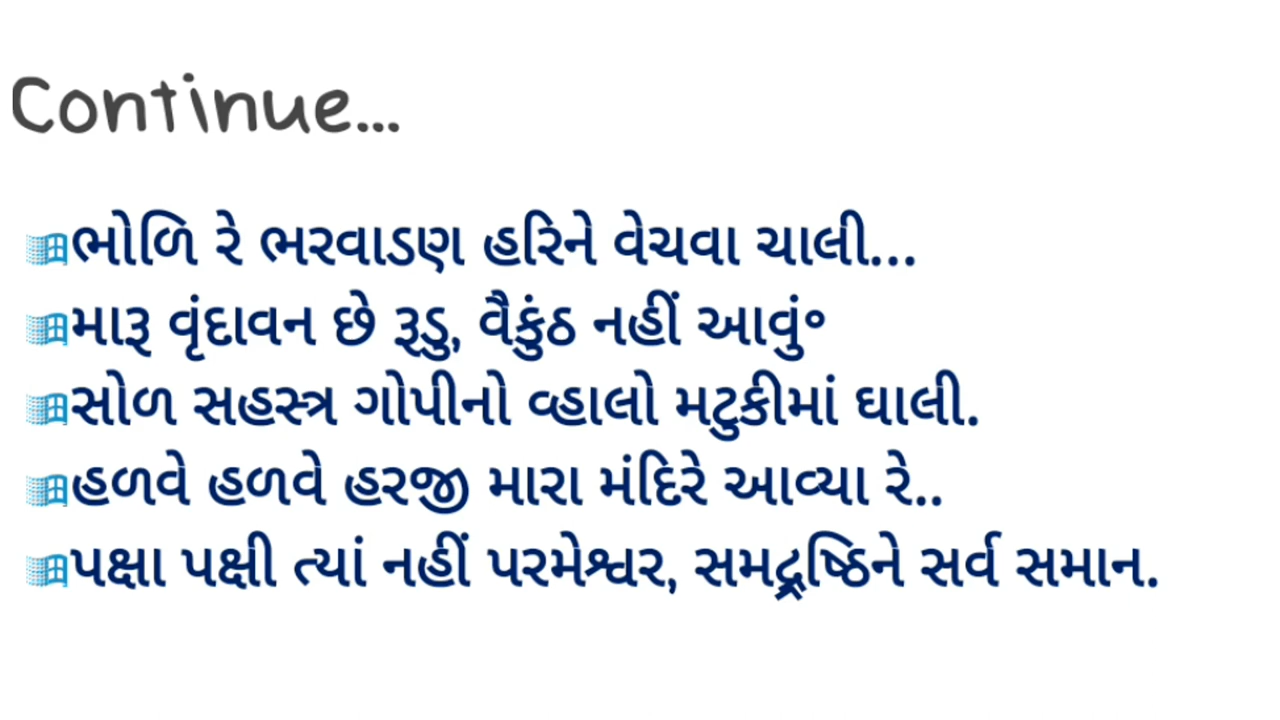 Continue...
ભોળિ રે ભરવાડણ હરિને વેચવા ચાલી...
મારૂ વૃંદાવન છે રૂડુ, વૈકુંઠ નહીં આવું°
સોળ સહસ્ત્ર ગોપીનો વ્હાલો મટુકીમાં ઘાલી.
હળવે હળવે હરજી મારા મંદિરે આવ્યા રે..
પક્ષા પક્ષી ત્યાં નહીં પરમેશ્વર, સમદ્રૃષ્ઠિને સર્વ સમાન.